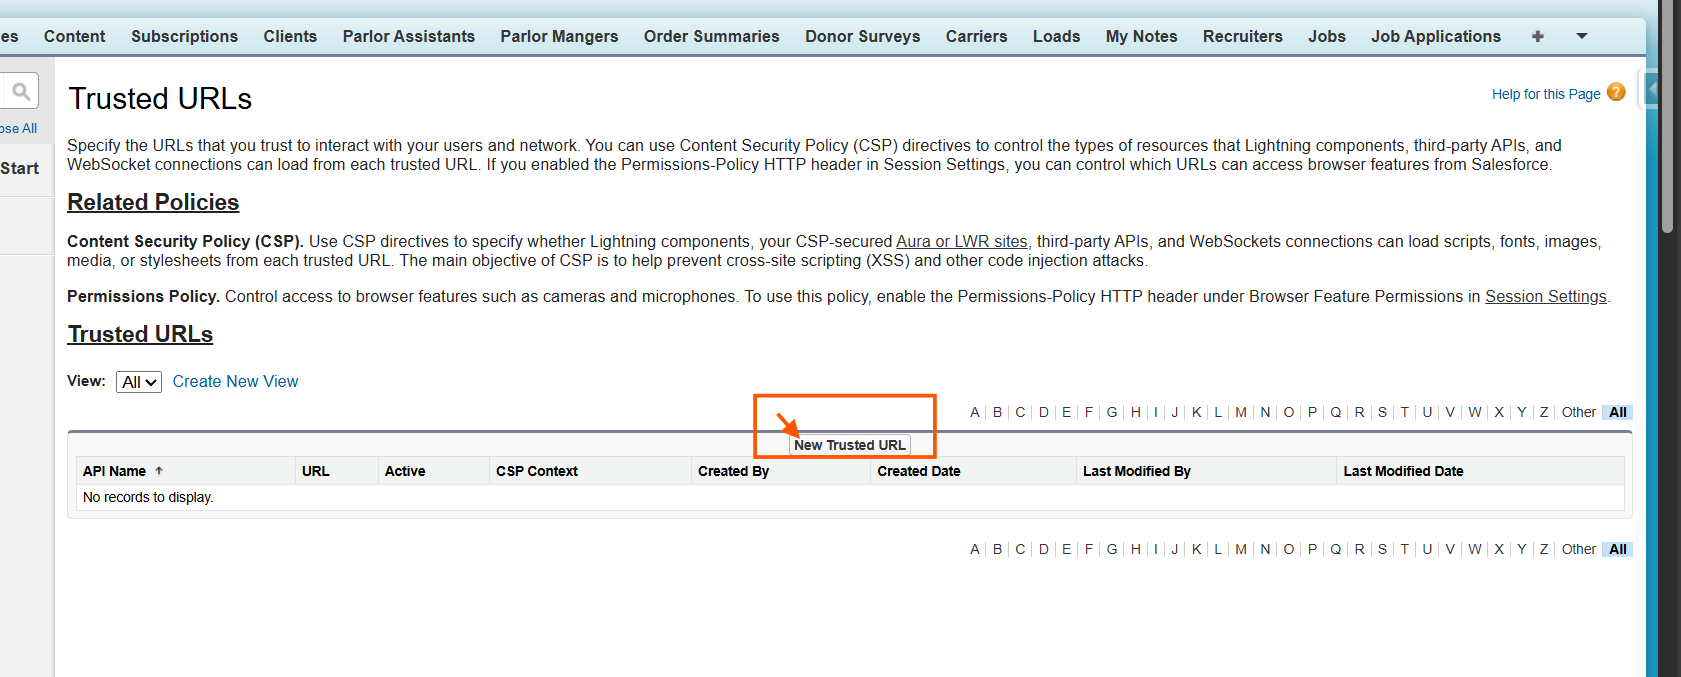 es Content Subscriptions Clients Parlor Assistants Parlor Mangers Order Summaries Donor Surveys Carriers Loads My Notes Recruiters Jobs Job Applications +
Trusted URLs
Help for this Page ?
Specify the URLs that you trust to interact with your users and network. You can use Content Security Policy (CSP) directives to control the types of resources that Lightning components, third-party APIs, and
WebSocket connections can load from each trusted URL. If you enabled the Permissions-Policy HTTP header in Session Settings, you can control which URLs can access browser features from Salesforce.
pse All
Start
Related Policies
Content Security Policy (CSP). Use CSP directives to specify whether Lightning components, your CSP-secured Aura or LWR sites, third-party APIs, and WebSockets connections can load scripts, fonts, images,
media, or stylesheets from each trusted URL. The main objective of CSP is to help prevent cross-site scripting (XSS) and other code injection attacks.
Permissions Policy. Control access to browser features such as cameras and microphones. To use this policy, enable the Permissions-Policy HTTP header under Browser Feature Permissions in Session Settings.
Trusted URLs
View: All Create New View
A B C D E F G H I J K L M N O P Q R S T U V W X Y Z Other All
New Trusted URL
API Name ↑ URL Active CSP Context Created By Created Date Last Modified By Last Modified Date
No records to display.
A B C D E F G H I J K L M N O P Q R S T U V W X Y Z Other All